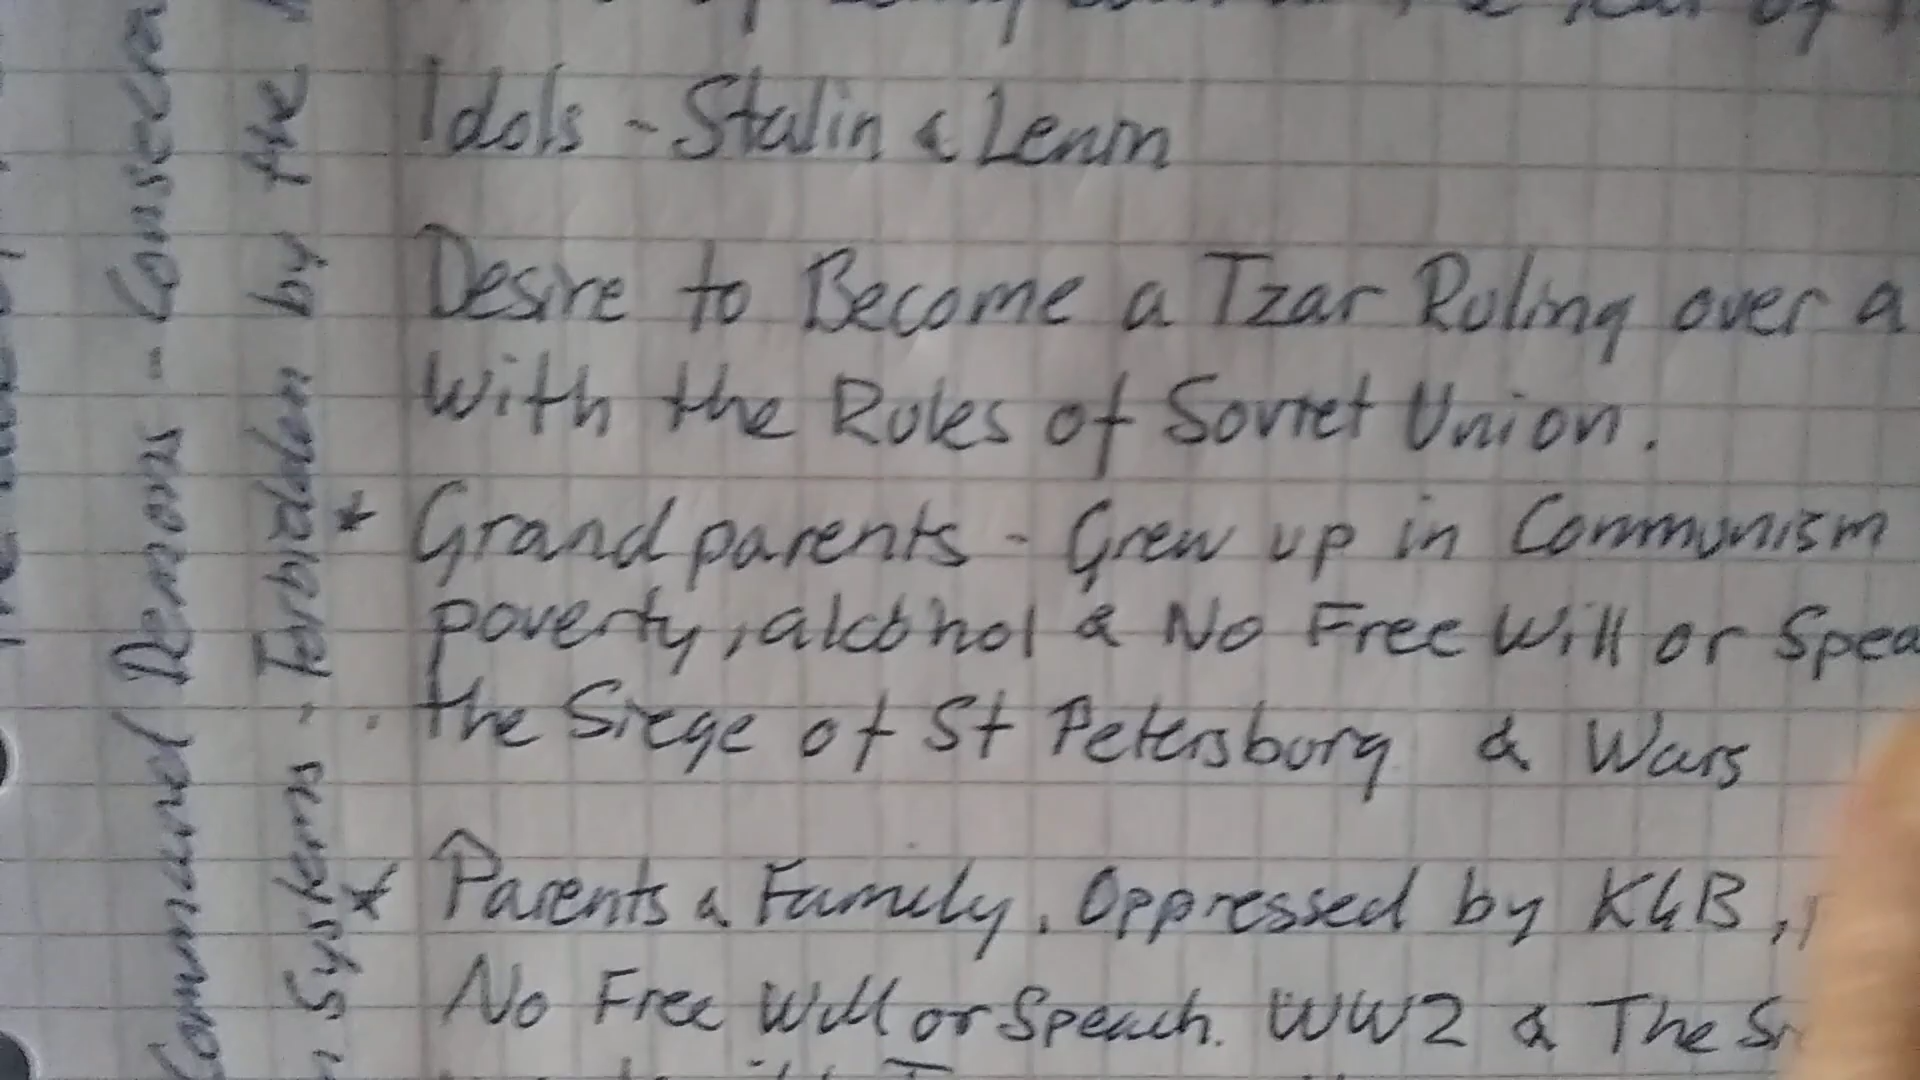 Idols - Stalin & Lenin
Desire to Become a Tzar Ruling over a
with the Rules of Soviet Union.
* Grandparents - Grew up in Communism
poverty, alcohol & No Free Will or
the Siege of St Petersburg & Wars
* Parents & Family. Oppressed by KGB,
No Free Will or Speach. WW2 & The
Command Demons -
Systems - Forbidden by the